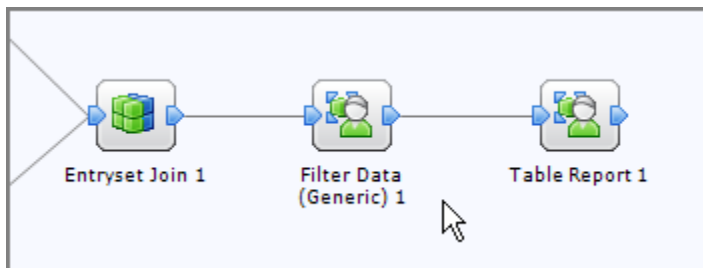 Entryset Join 1
Filter Data
(Generic) 1
Table Report 1